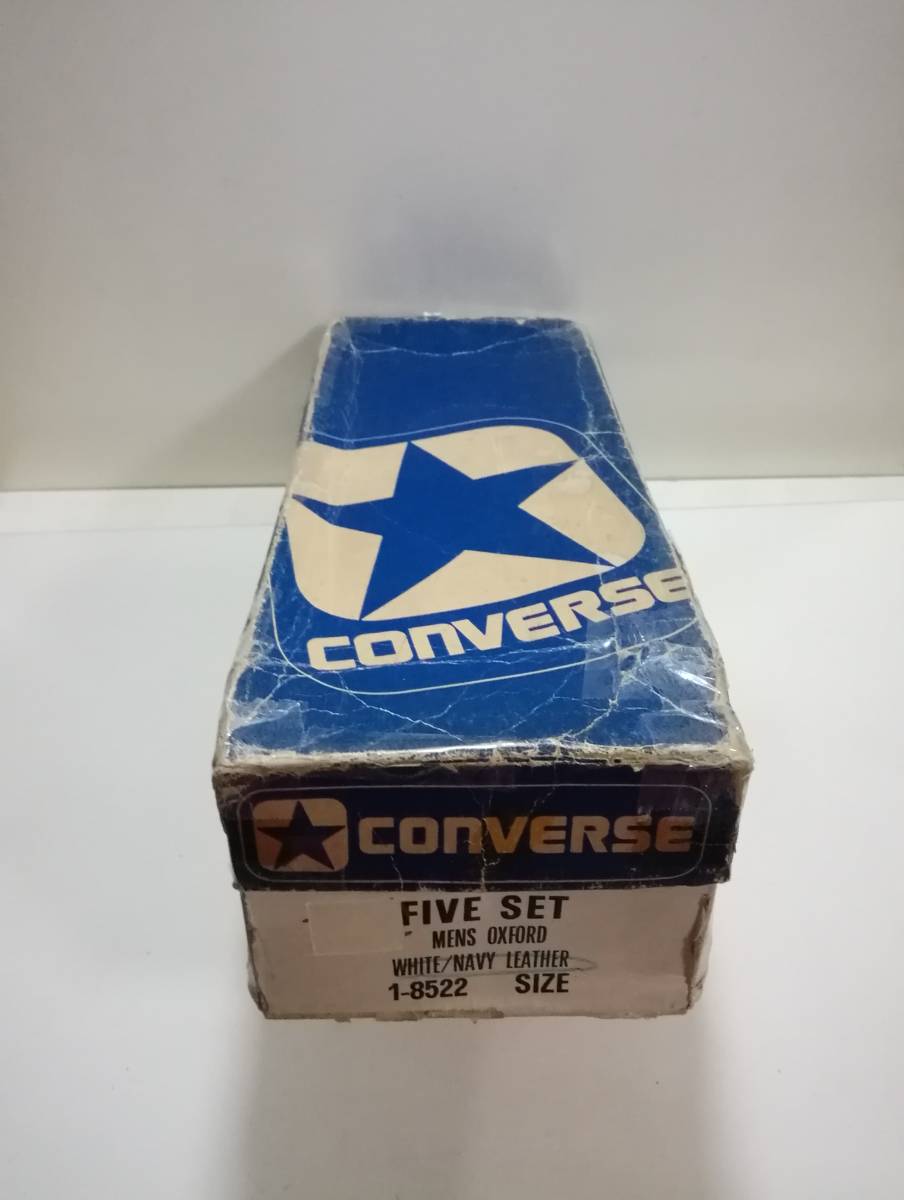 CONVERSE
CONVERSE
FIVE SET
MENS OXFORD
WHITE/NAVY LEATHER
1-8522 SIZE